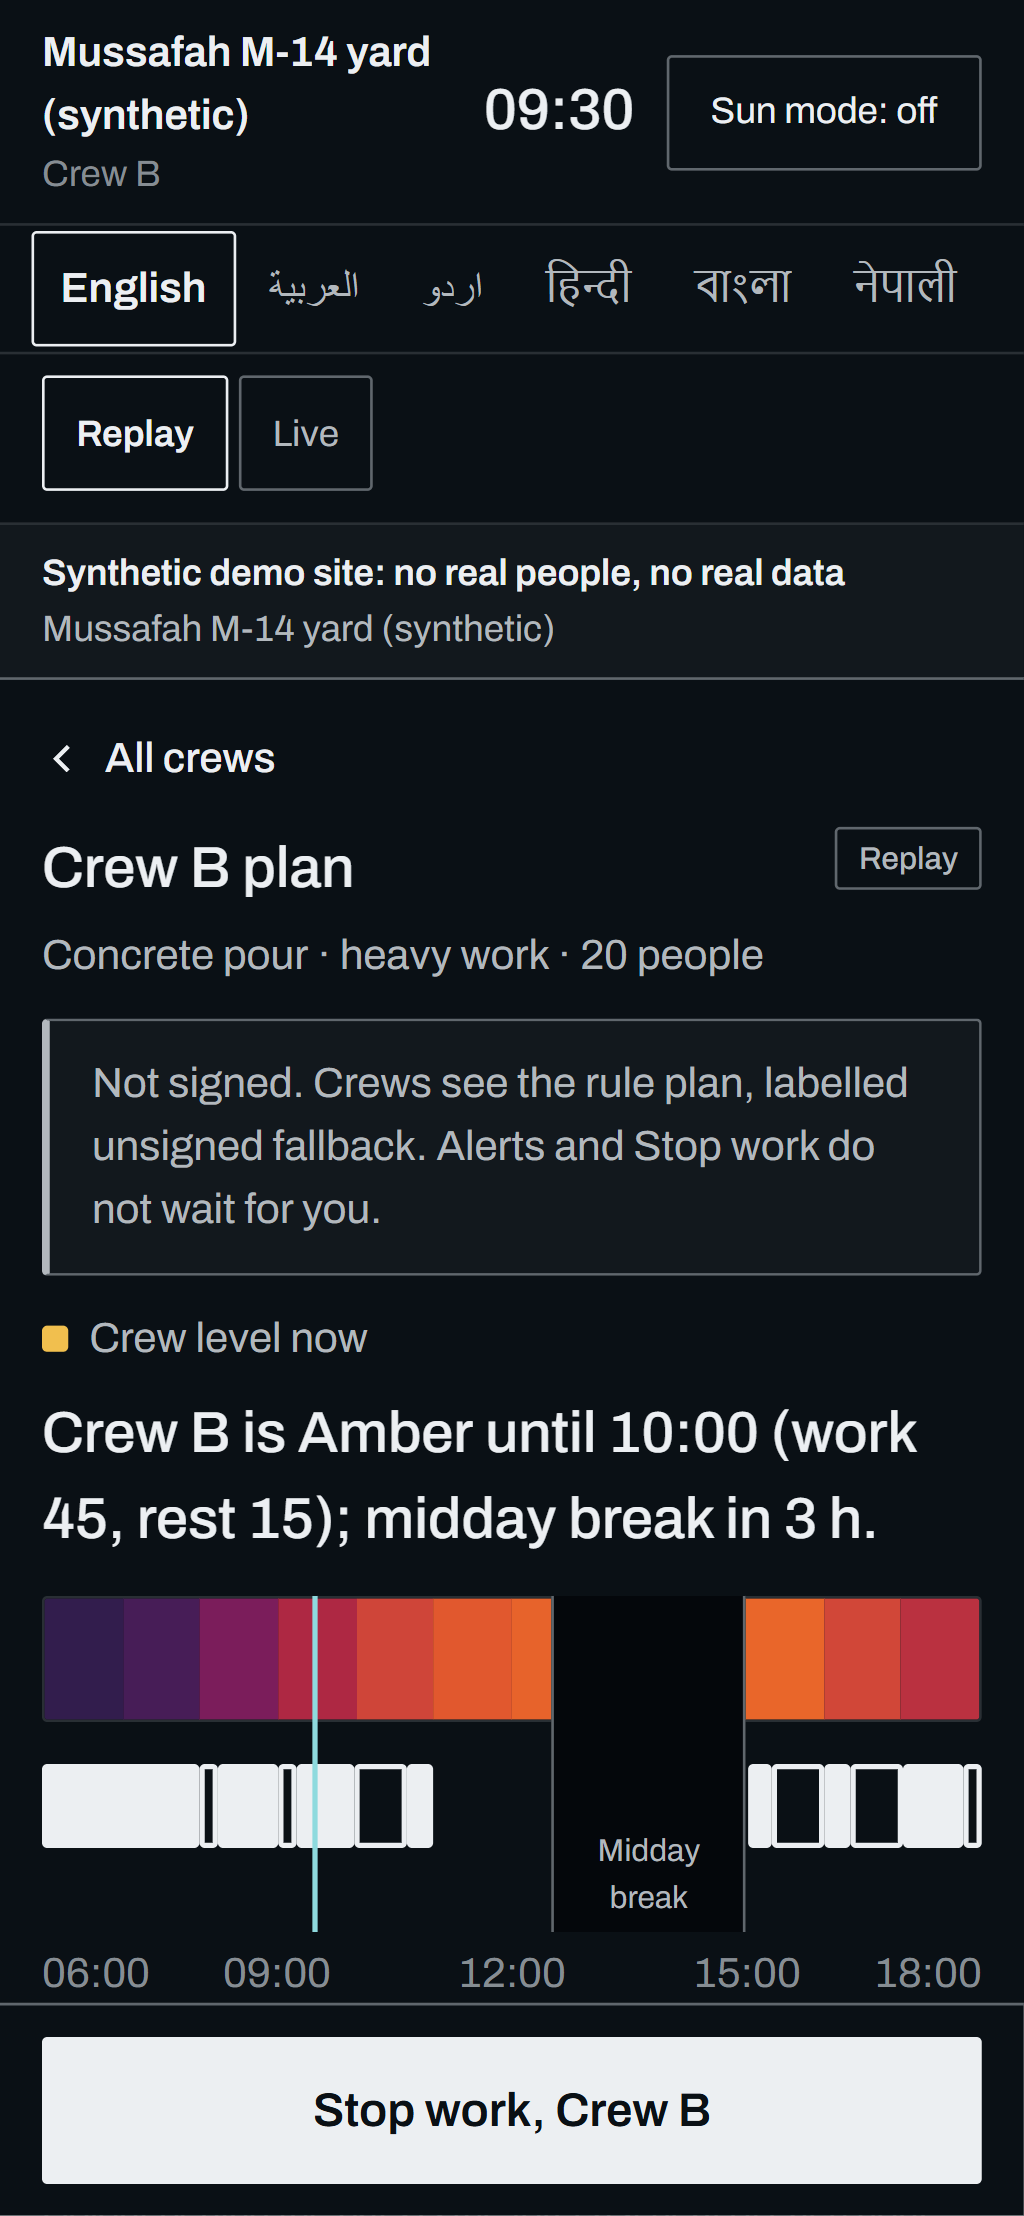 Mussafah M-14 yard
(synthetic)
Crew B
09:30
Sun mode: off
English العربية اردو हिन्दी বাংলা नेपाली
Replay Live
Synthetic demo site: no real people, no real data
Mussafah M-14 yard (synthetic)
All crews
Crew B plan
Replay
Concrete pour · heavy work · 20 people
Not signed. Crews see the rule plan, labelled
unsigned fallback. Alerts and Stop work do
not wait for you.
Crew level now
Crew B is Amber until 10:00 (work
45, rest 15); midday break in 3 h.
Midday
break
06:00 09:00 12:00 15:00 18:00
Stop work, Crew B